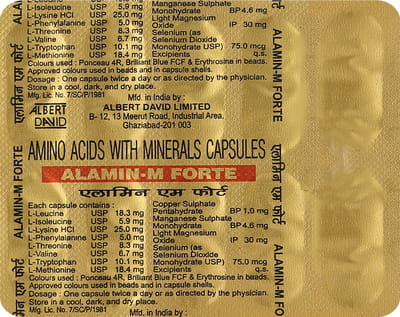 L-Isoleucine USP 5.9 mg Manganese Sulphate
L-Lysine HCl USP 25.0 mg Monohydrate BP 4.6 mg
L-Phenylalanine USP 5.0 mg Light Magnesium
L-Threonine USP 8.3 mg Oxide IP 30 mg
L-Valine USP 6.7 mg Selenium (as
L-Tryptophan USP 10.1 mg Selenium Dioxide
L-Methionine USP 18.4 mg Monohydrate USP) 75.0 mcg
Excipients q.s.
Colours used : Ponceau 4R, Brilliant Blue FCF & Erythrosine in beads.
Approved colours used in beads and in capsule shells.
Dosage : One capsule twice a day or as directed by the physician.
Store in a cool, dark, and dry place.
Mfg. Lic. No. 7/SC/P/1981
Mfd. in India by :
ALBERT DAVID
ALBERT DAVID LIMITED
B- 12, 13 Meerut Road, Industrial Area,
Ghaziabad-201 003
AMINO ACIDS WITH MINERALS CAPSULES
ALAMIN-M FORTE
एलामिन एम फोर्ट
Each capsule contains :
L-Leucine USP 18.3 mg Copper Sulphate
L-Isoleucine USP 5.9 mg Pentahydrate BP 1.0 mg
L-Lysine HCl USP 25.0 mg Manganese Sulphate
L-Phenylalanine USP 5.0 mg Monohydrate BP 4.6 mg
L-Threonine USP 8.3 mg Light Magnesium
L-Valine USP 6.7 mg Oxide IP 30 mg
L-Tryptophan USP 10.1 mg Selenium (as
L-Methionine USP 18.4 mg Selenium Dioxide
Monohydrate USP) 75.0 mcg
Excipients q.s.
Colours used : Ponceau 4R, Brilliant Blue FCF & Erythrosine in beads.
Approved colours used in beads and in capsule shells.
Dosage : One capsule twice a day or as directed by the physician.
Store in a cool, dark, and dry place.
Mfg. Lic. No. 7/SC/P/1981
Mfd. in India by :
एलामिन एम फोर्ट
ALAMIN-M FORTE
ALAMIN-M FORTE
एलामिन एम फोर्ट
ALAMIN-M FO